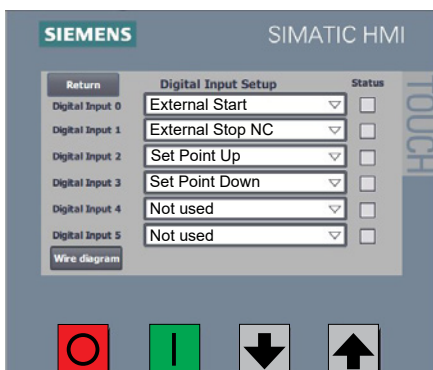 SIEMENS SIMATIC HMI
Return Digital Input Setup Status
Digital Input 0 External Start
Digital Input 1 External Stop NC
Digital Input 2 Set Point Up
Digital Input 3 Set Point Down
Digital Input 4 Not used
Digital Input 5 Not used
Wire diagram
TOUCH